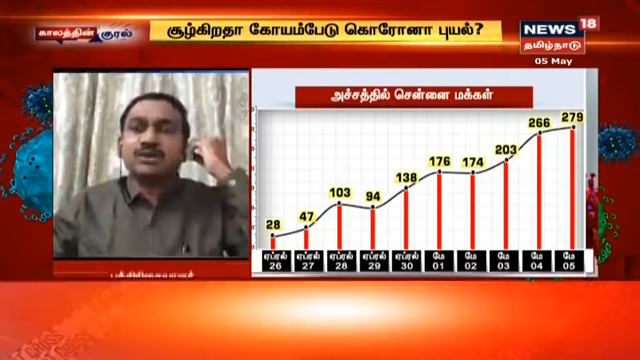 காலத்தின் குரல்
சூழ்கிறதா கோயம்பேடு கொரோனா புயல்?
NEWS 18
தமிழ்நாடு
05 May
அச்சத்தில் சென்னை மக்கள்
28 47 103 94 138 176 174 203 266 279
ஏப்ரல் ஏப்ரல் ஏப்ரல் ஏப்ரல் ஏப்ரல் மே மே மே மே மே
26 27 28 29 30 01 02 03 04 05
பத்திரிகையாளர்